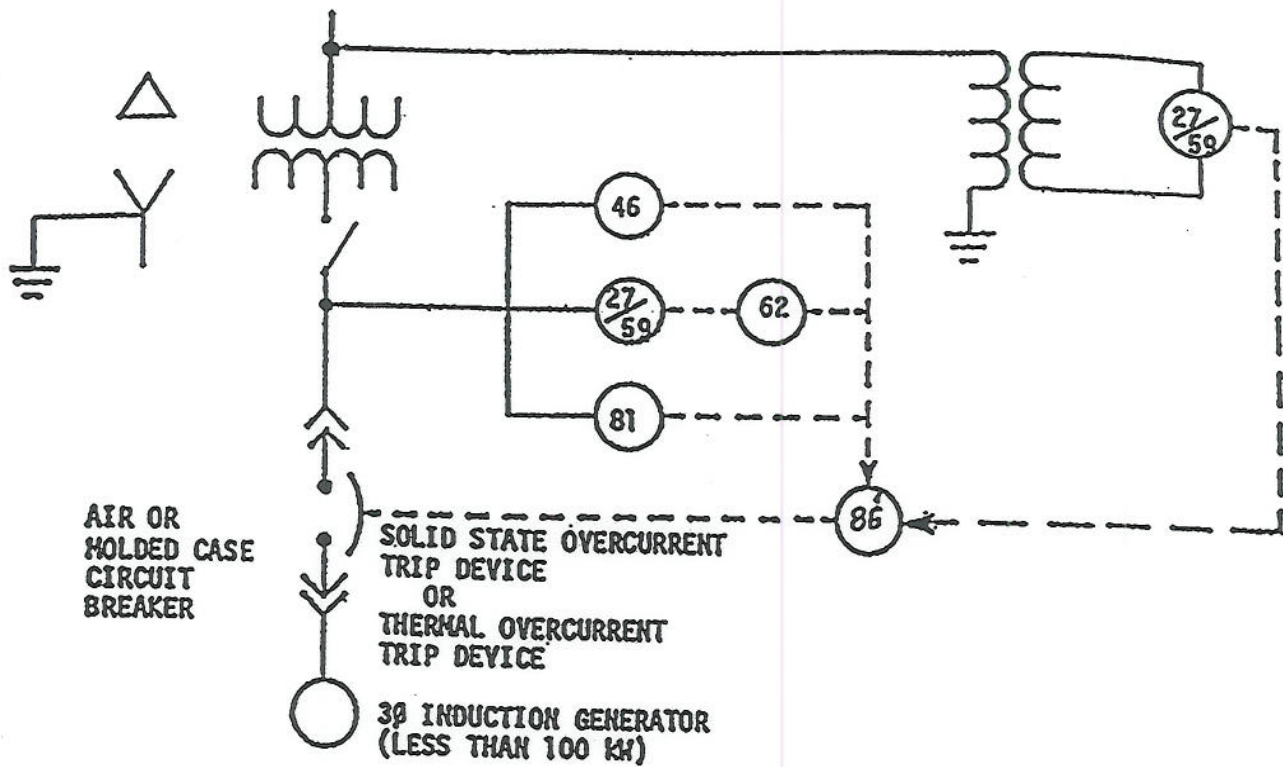 27/59
46
27/59
62
81
86
AIR OR
MOLDED CASE
CIRCUIT
BREAKER
SOLID STATE OVERCURRENT
TRIP DEVICE
OR
THERMAL OVERCURRENT
TRIP DEVICE
3Ø INDUCTION GENERATOR
(LESS THAN 100 KW)